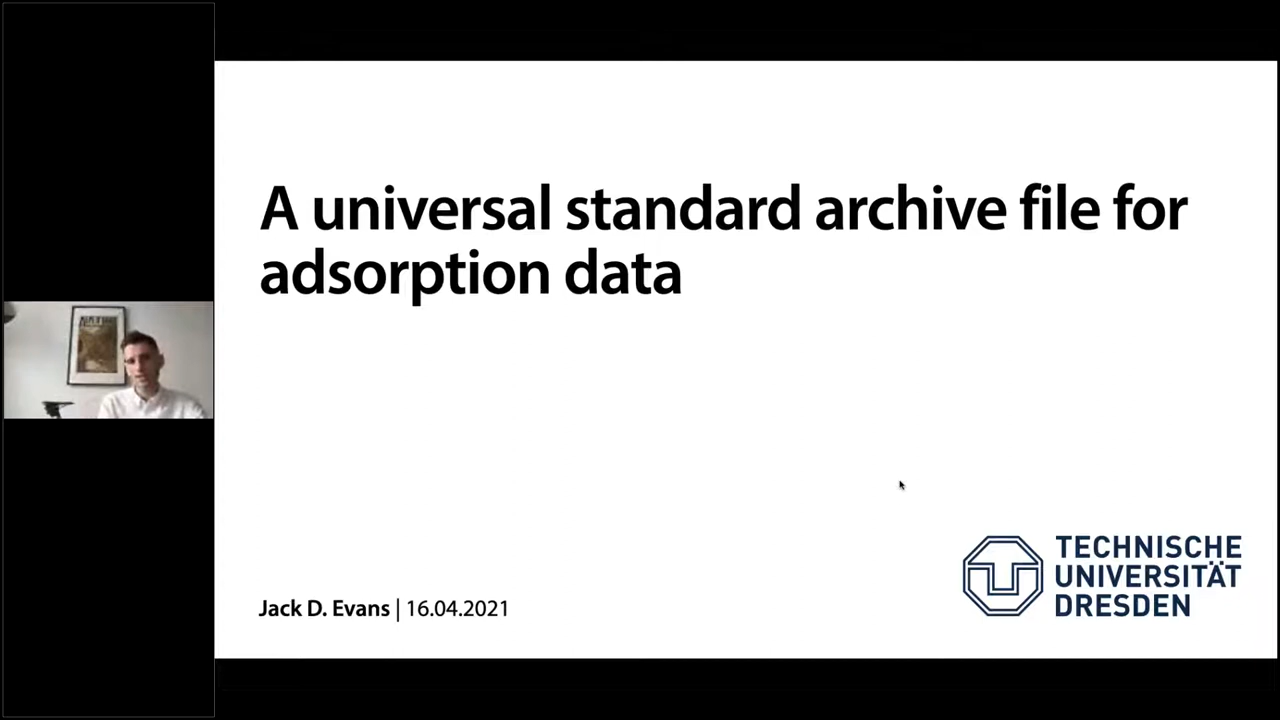 A universal standard archive file for
adsorption data
Jack D. Evans | 16.04.2021
TECHNISCHE
UNIVERSITÄT
DRESDEN